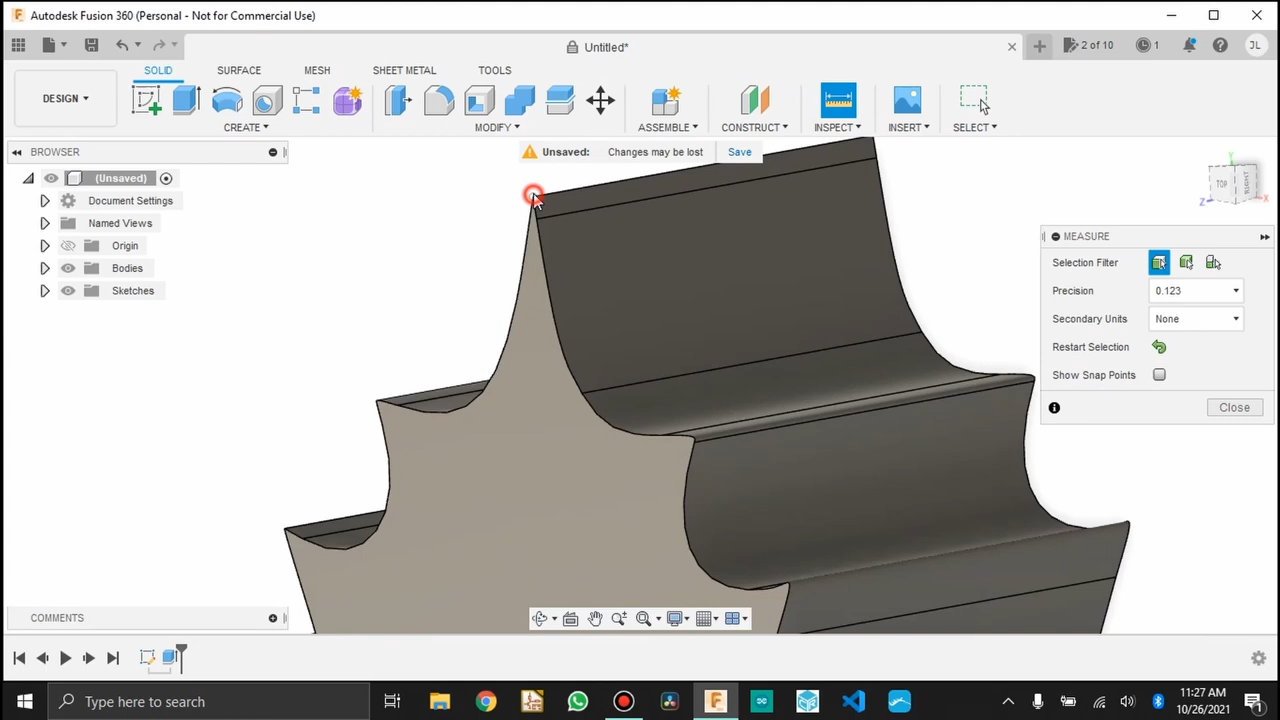 Autodesk Fusion 360 (Personal - Not for Commercial Use)
Untitled*
2 of 10
1
JL
DESIGN
SOLID
SURFACE
MESH
SHEET METAL
TOOLS
CREATE
MODIFY
ASSEMBLE
CONSTRUCT
INSPECT
INSERT
SELECT
BROWSER
Unsaved:
Changes may be lost
Save
(Unsaved)
Document Settings
Named Views
Origin
Bodies
Sketches
TOP
RIGHT
Y
Z
X
MEASURE
Selection Filter
Precision
0.123
Secondary Units
None
Restart Selection
Show Snap Points
Close
COMMENTS
Type here to search
11:27 AM
10/26/2021
1